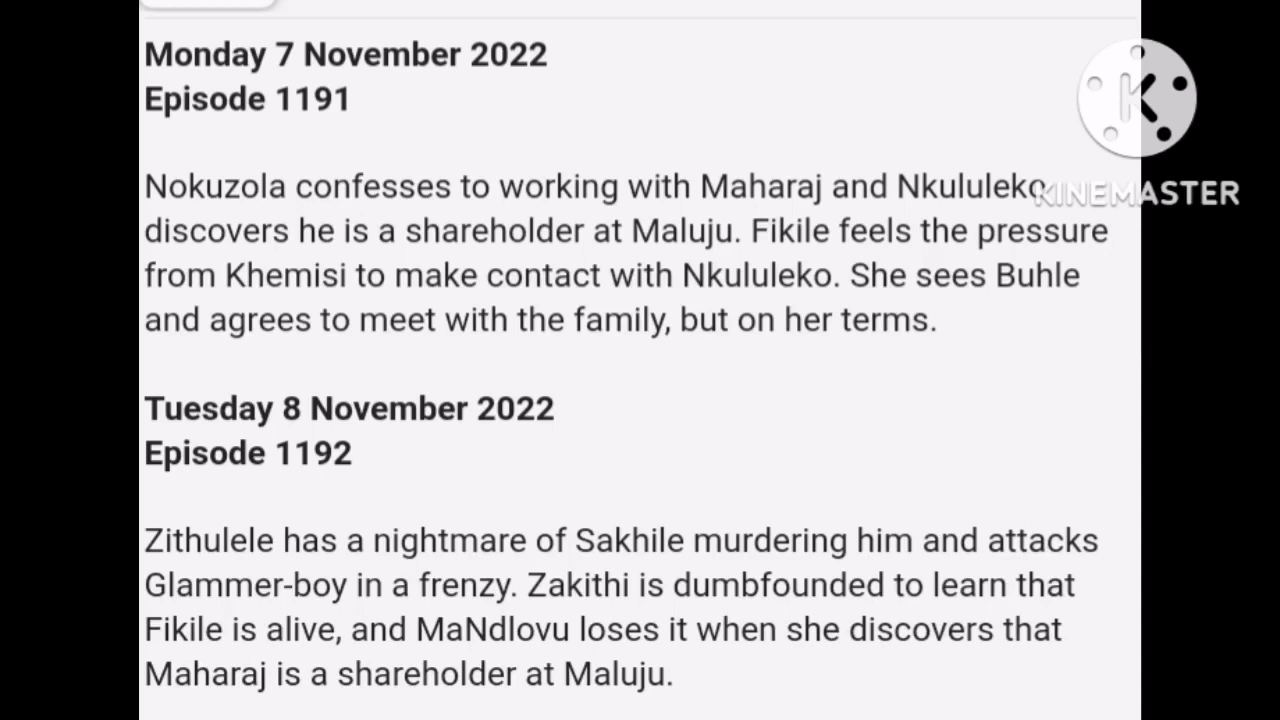 Monday 7 November 2022
Episode 1191
Nokuzola confesses to working with Maharaj and Nkululeko
discovers he is a shareholder at Maluju. Fikile feels the pressure
from Khemisi to make contact with Nkululeko. She sees Buhle
and agrees to meet with the family, but on her terms.
Tuesday 8 November 2022
Episode 1192
Zithulele has a nightmare of Sakhile murdering him and attacks
Glammer-boy in a frenzy. Zakithi is dumbfounded to learn that
Fikile is alive, and MaNdlovu loses it when she discovers that
Maharaj is a shareholder at Maluju.
K
KINEMASTER